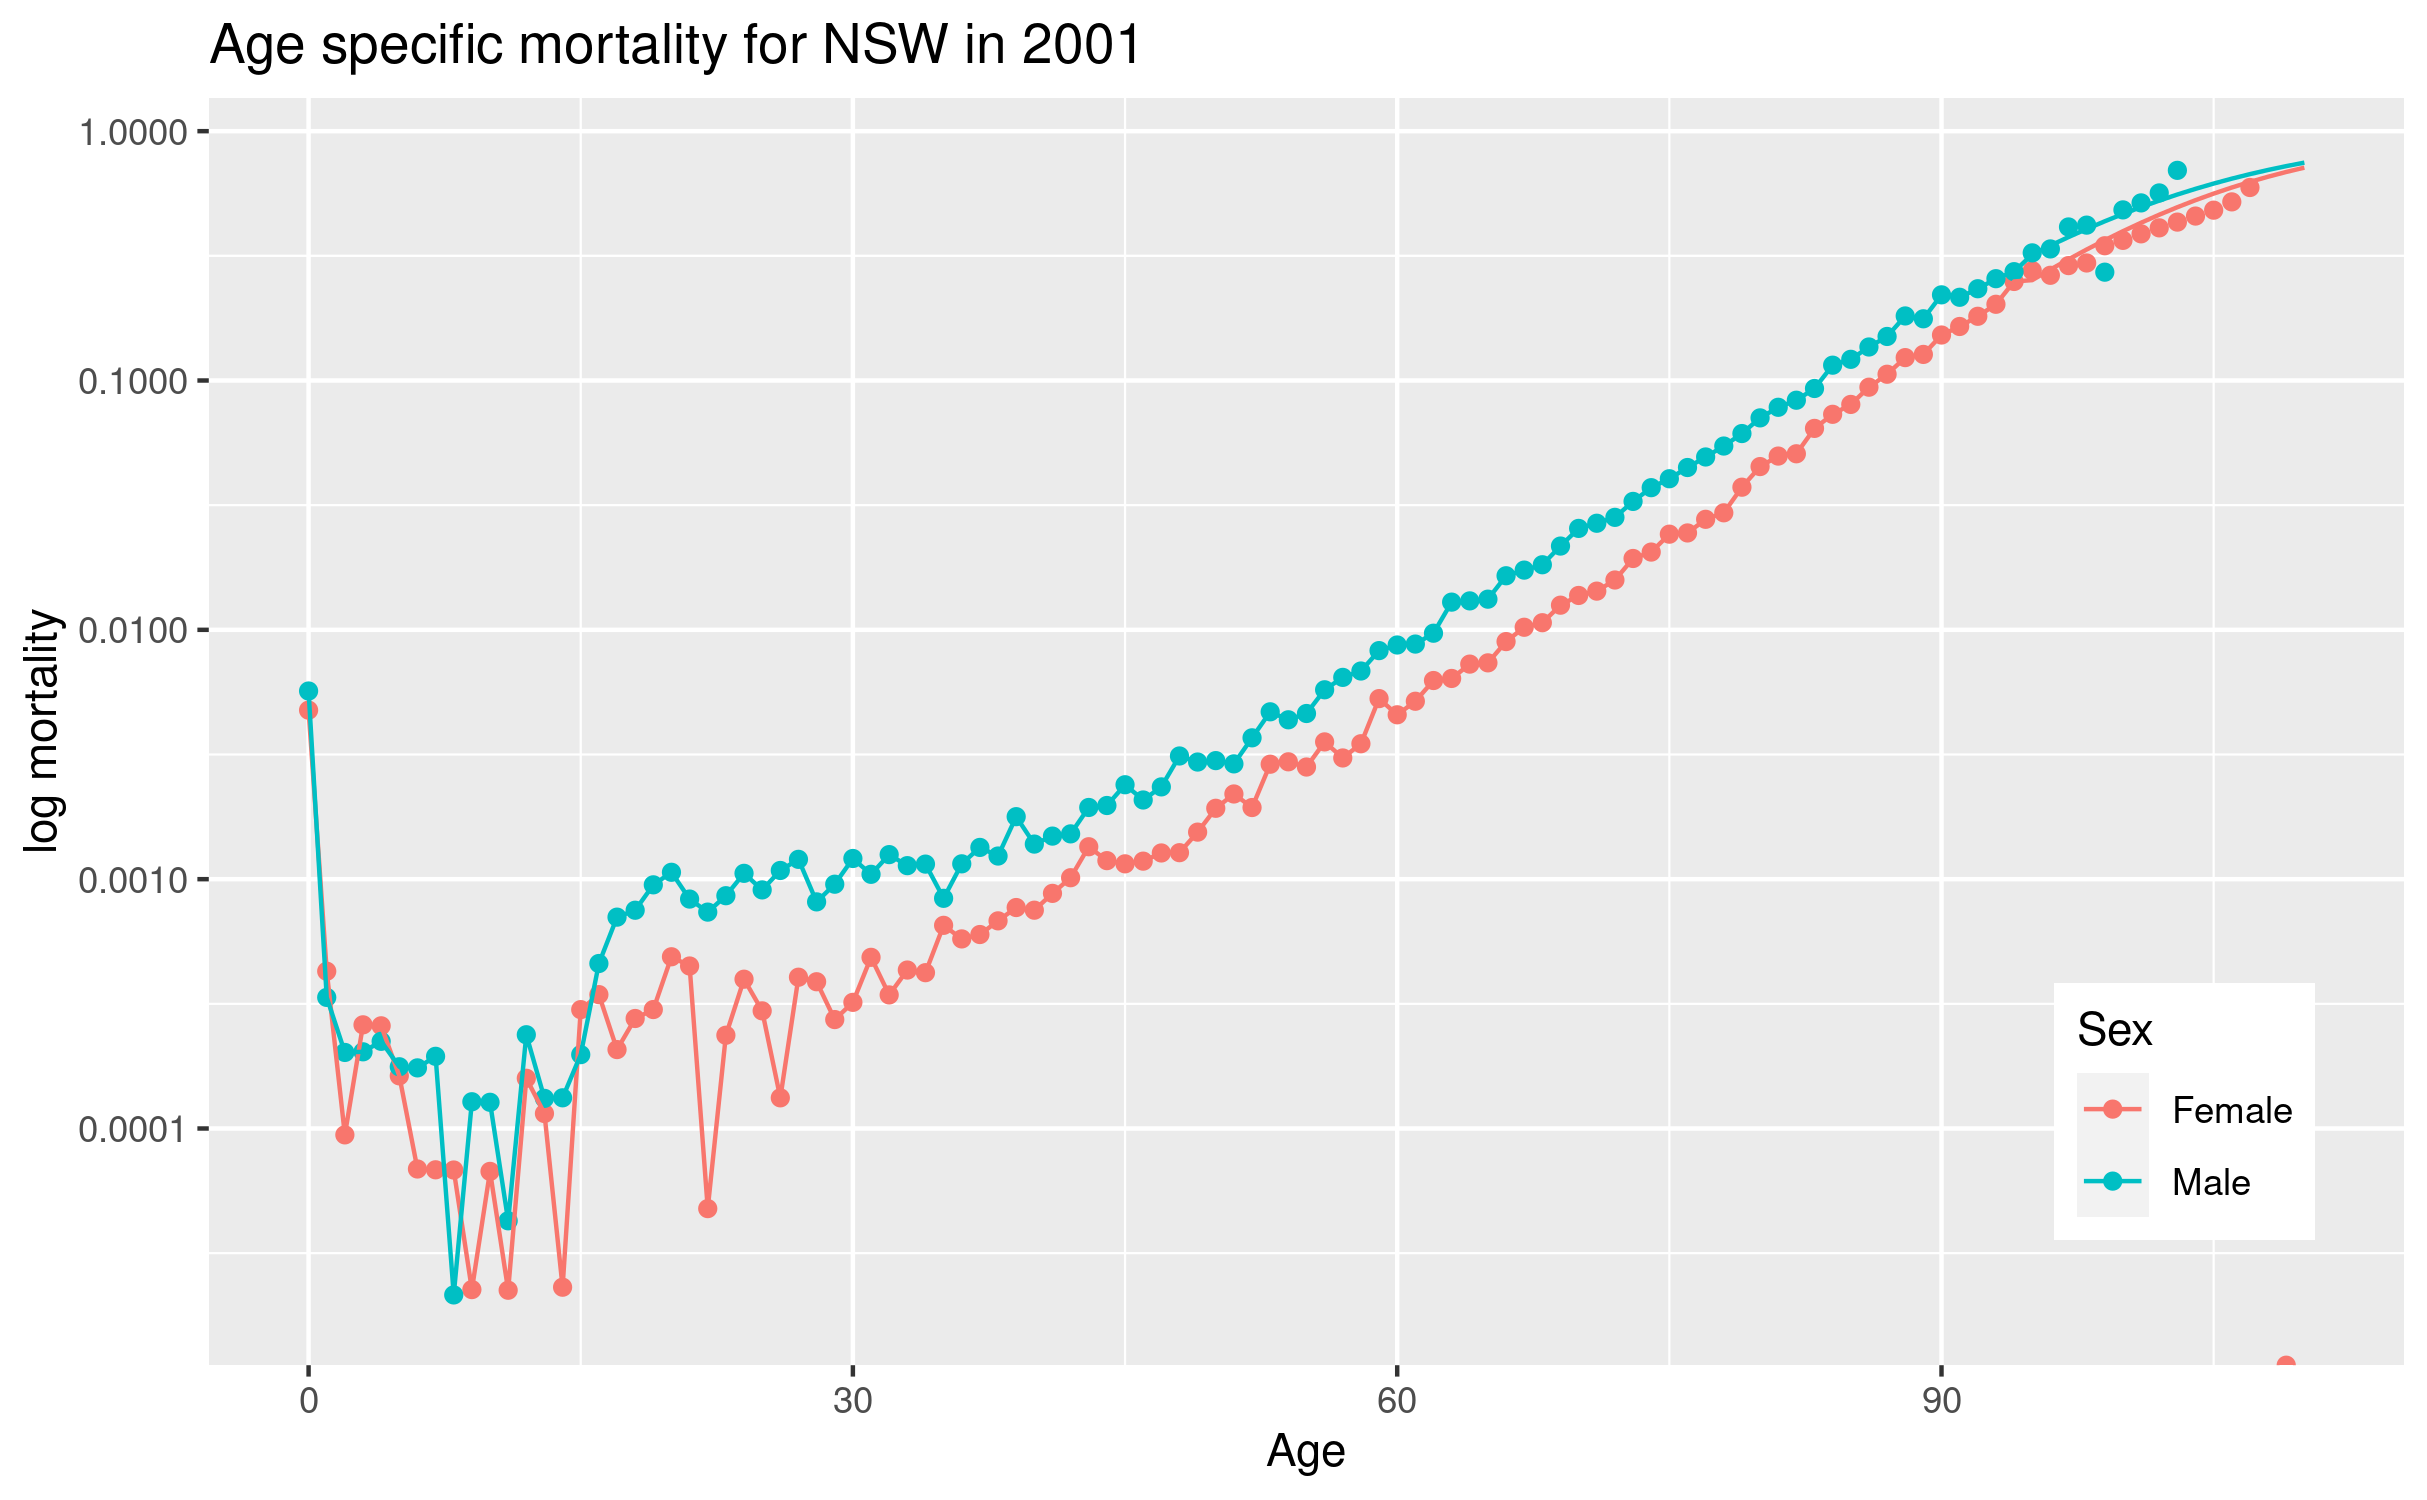 Age specific mortality for NSW in 2001
1.0000
0.1000
0.0100
0.0010
0.0001
log mortality
0
30
60
90
Age
Sex
Female
Male